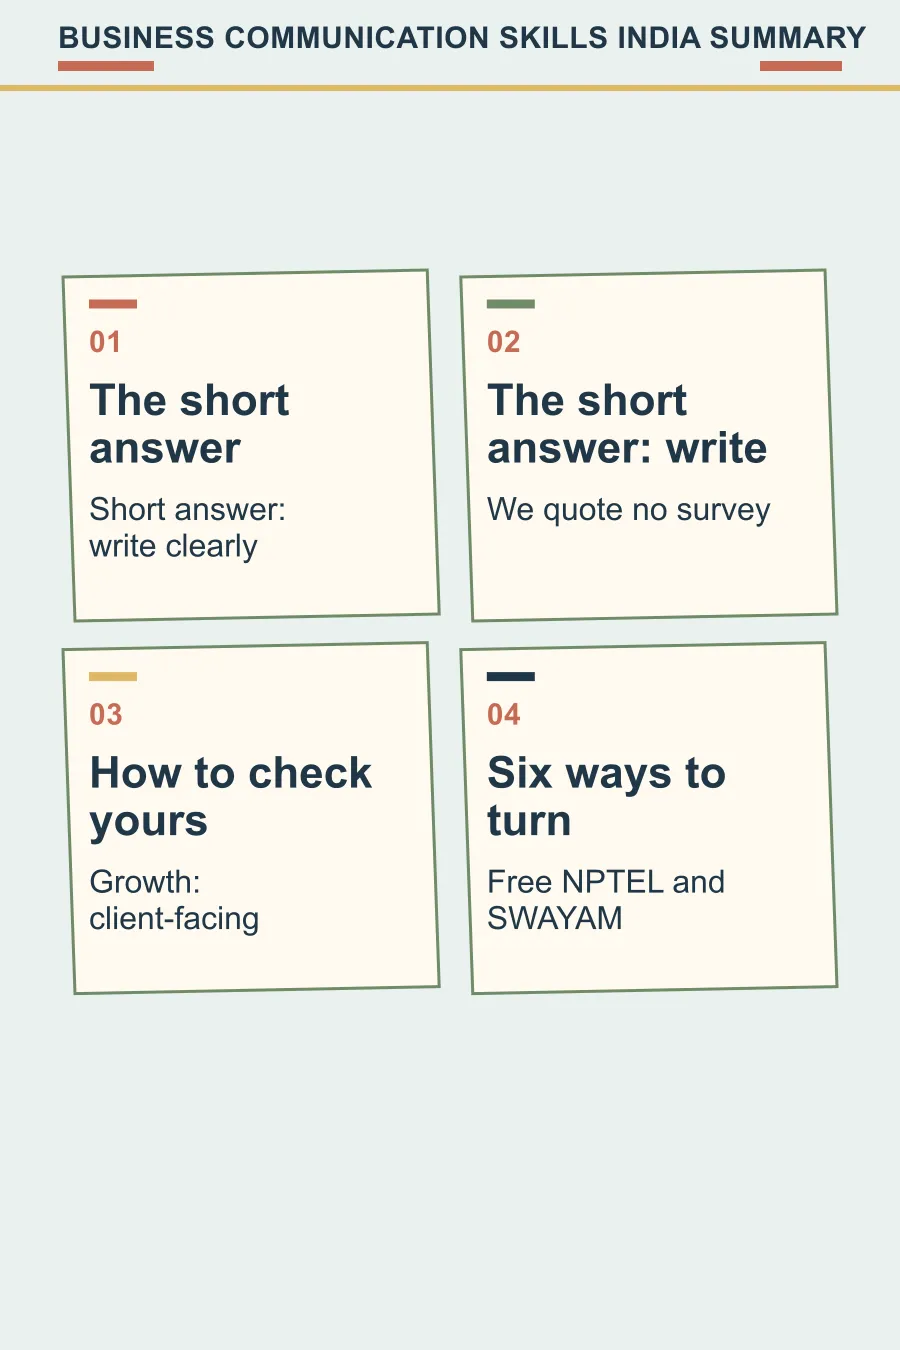 BUSINESS COMMUNICATION SKILLS INDIA SUMMARY
01
The short
answer
Short answer:
write clearly
02
The short
answer: write
We quote no survey
03
How to check
yours
Growth:
client-facing
04
Six ways to
turn
Free NPTEL and
SWAYAM